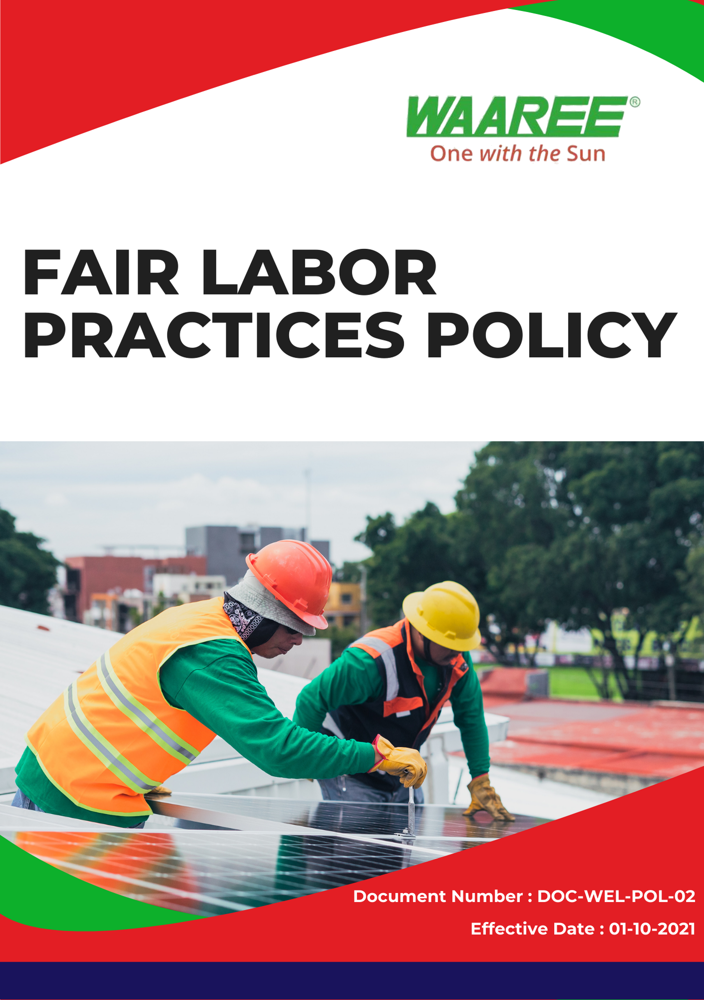 WAAREE®
One with the Sun
FAIR LABOR
PRACTICES POLICY
Document Number : DOC-WEL-POL-02
Effective Date : 01-10-2021